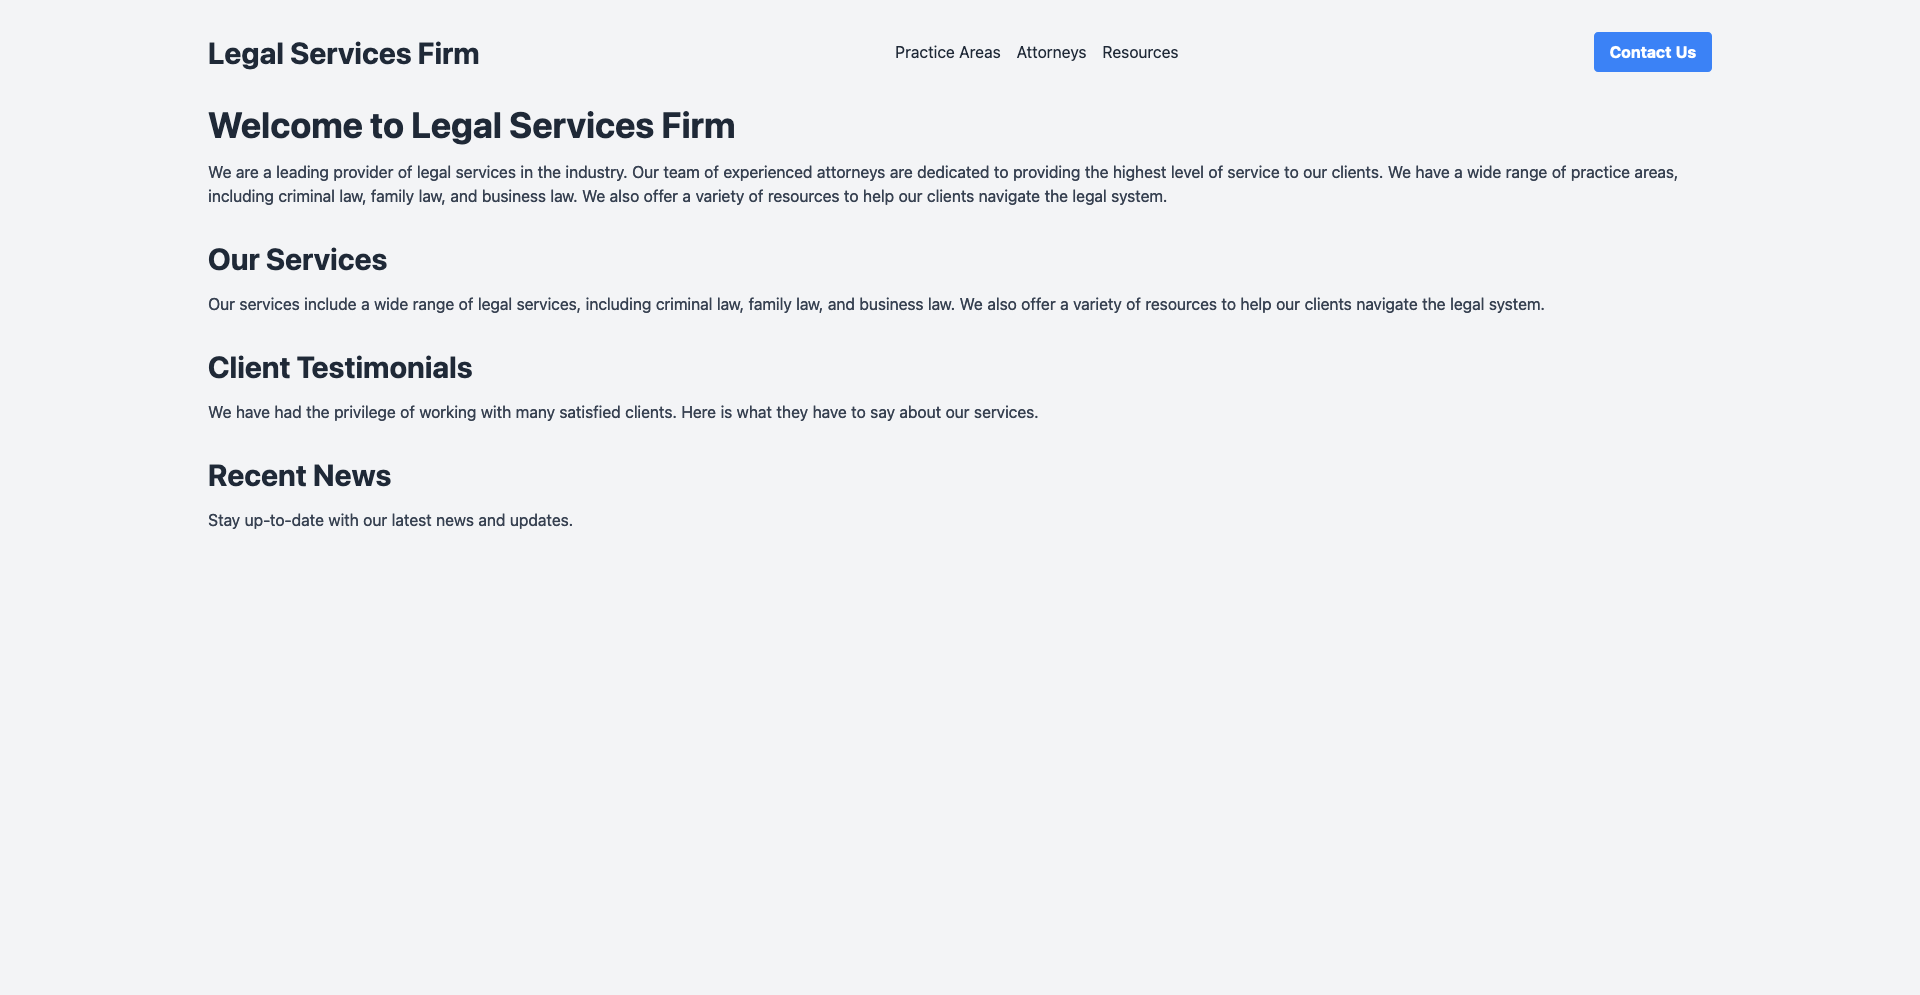 Legal Services Firm
Practice Areas Attorneys Resources
Contact Us
Welcome to Legal Services Firm
We are a leading provider of legal services in the industry. Our team of experienced attorneys are dedicated to providing the highest level of service to our clients. We have a wide range of practice areas,
including criminal law, family law, and business law. We also offer a variety of resources to help our clients navigate the legal system.
Our Services
Our services include a wide range of legal services, including criminal law, family law, and business law. We also offer a variety of resources to help our clients navigate the legal system.
Client Testimonials
We have had the privilege of working with many satisfied clients. Here is what they have to say about our services.
Recent News
Stay up-to-date with our latest news and updates.